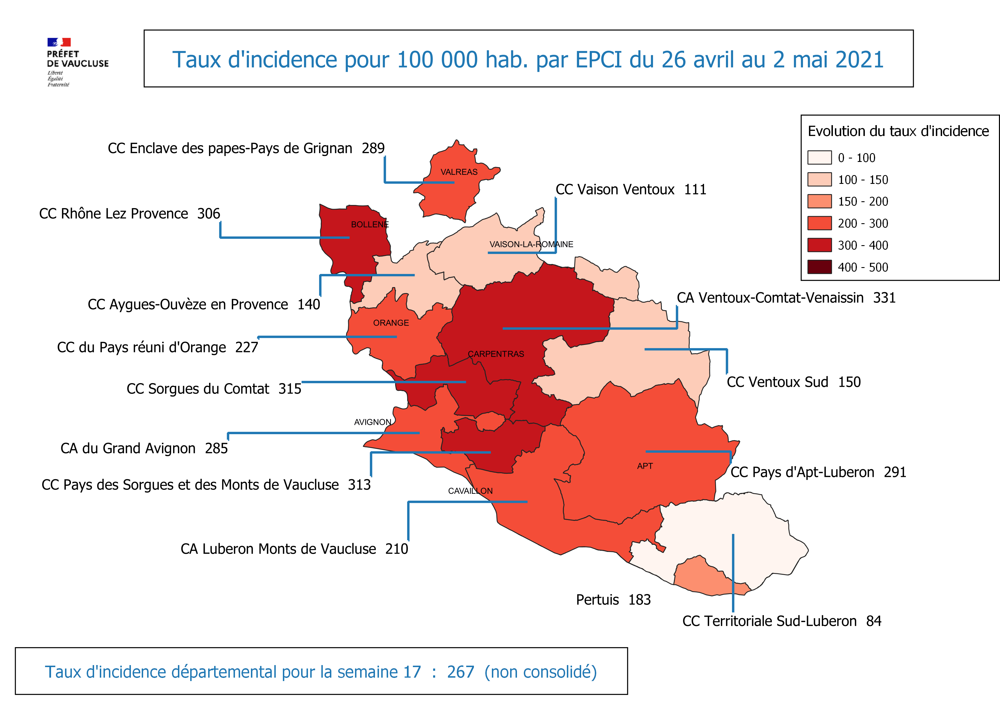 PRÉFET
DE VAUCLUSE
Liberté
Égalité
Fraternité
Taux d'incidence pour 100 000 hab. par EPCI du 26 avril au 2 mai 2021
Evolution du taux d'incidence
0 - 100
100 - 150
150 - 200
200 - 300
300 - 400
400 - 500
CC Enclave des papes-Pays de Grignan 289
VALREAS
CC Vaison Ventoux 111
CC Rhône Lez Provence 306
BOLLENE
VAISON-LA-ROMAINE
CC Aygues-Ouvèze en Provence 140
CA Ventoux-Comtat-Venaissin 331
ORANGE
CC du Pays réuni d'Orange 227
CARPENTRAS
CC Sorgues du Comtat 315
CC Ventoux Sud 150
AVIGNON
CA du Grand Avignon 285
APT
CC Pays d'Apt-Luberon 291
CC Pays des Sorgues et des Monts de Vaucluse 313
CAVAILLON
CA Luberon Monts de Vaucluse 210
Pertuis 183
CC Territoriale Sud-Luberon 84
Taux d'incidence départemental pour la semaine 17 : 267 (non consolidé)